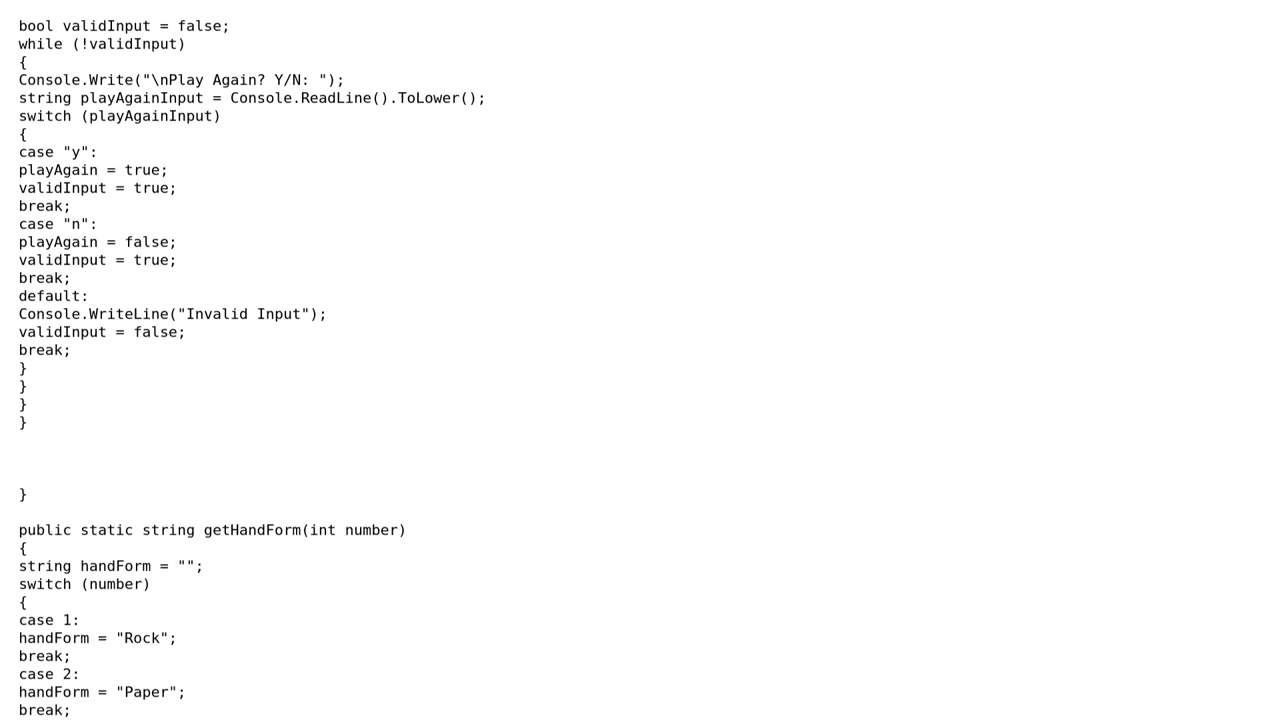 bool validInput = false;
while (!validInput)
{
Console.Write("\nPlay Again? Y/N: ");
string playAgainInput = Console.ReadLine().ToLower();
switch (playAgainInput)
{
case "y":
playAgain = true;
validInput = true;
break;
case "n":
playAgain = false;
validInput = true;
break;
default:
Console.WriteLine("Invalid Input");
validInput = false;
break;
}
}
}
}
}
public static string getHandForm(int number)
{
string handForm = "";
switch (number)
{
case 1:
handForm = "Rock";
break;
case 2:
handForm = "Paper";
break;